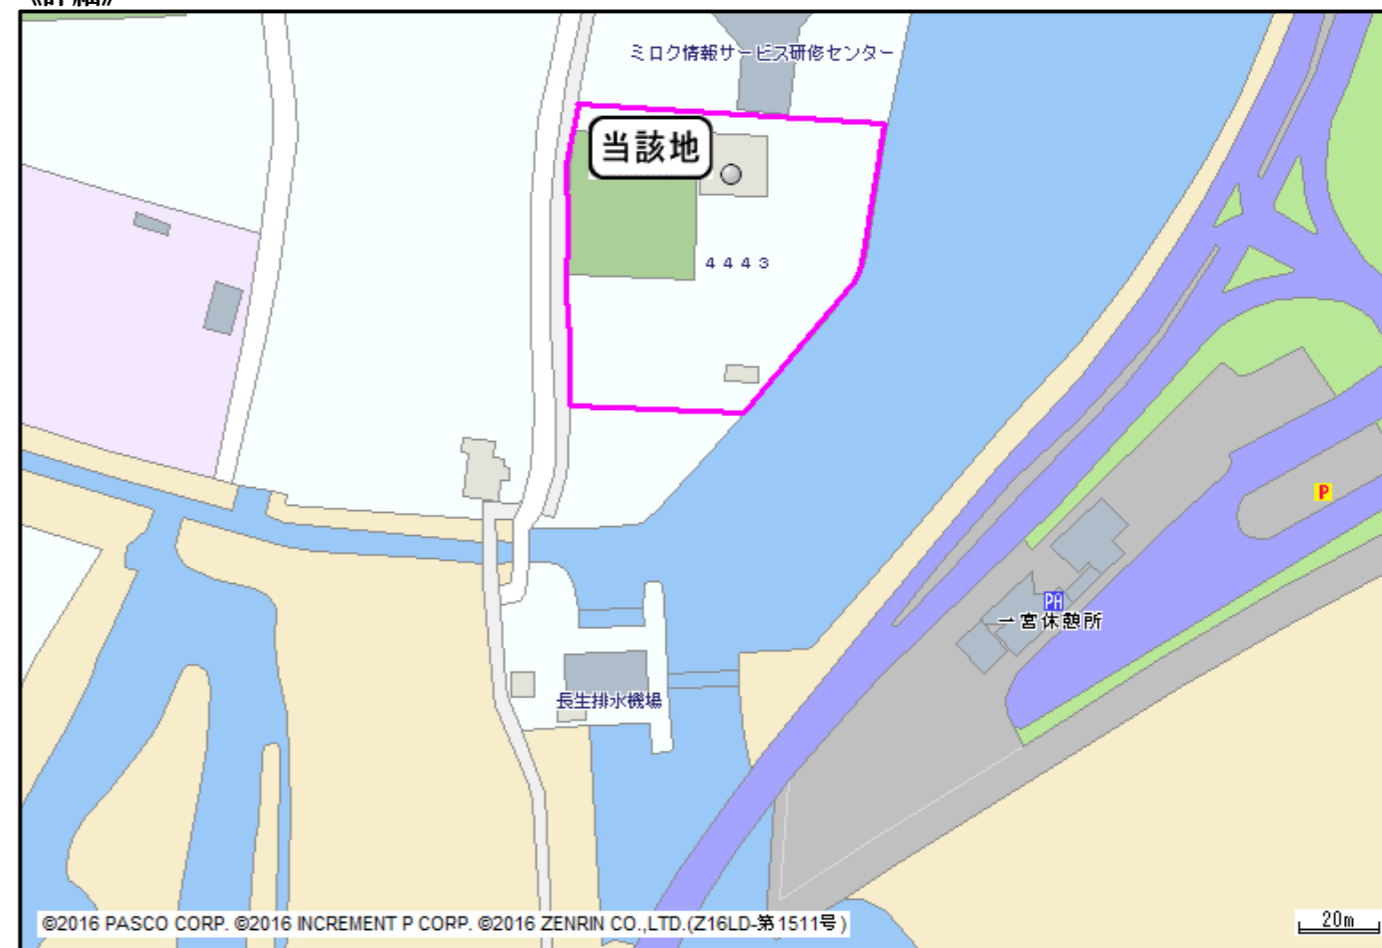 《詳細》
ミロク情報サービス研修センター
当該地
4443
P
PA
一宮休憩所
長生排水機場
©2016 PASCO CORP. ©2016 INCREMENT P CORP. ©2016 ZENRIN CO.,LTD.(Z16LD-第1511号)
20m